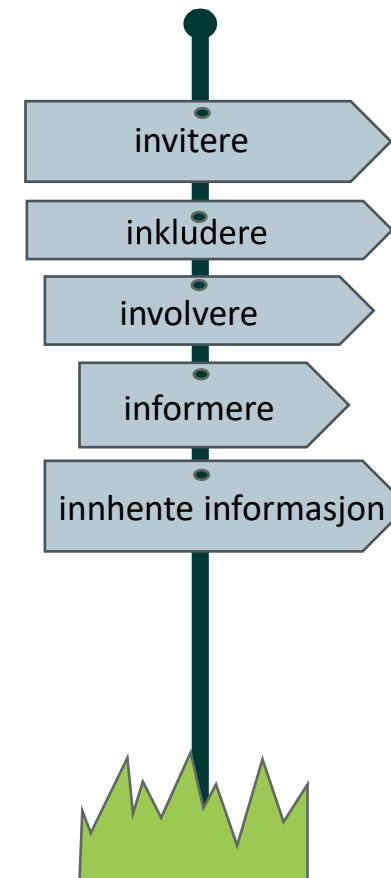 invitere
inkludere
involvere
informere
innhente informasjon